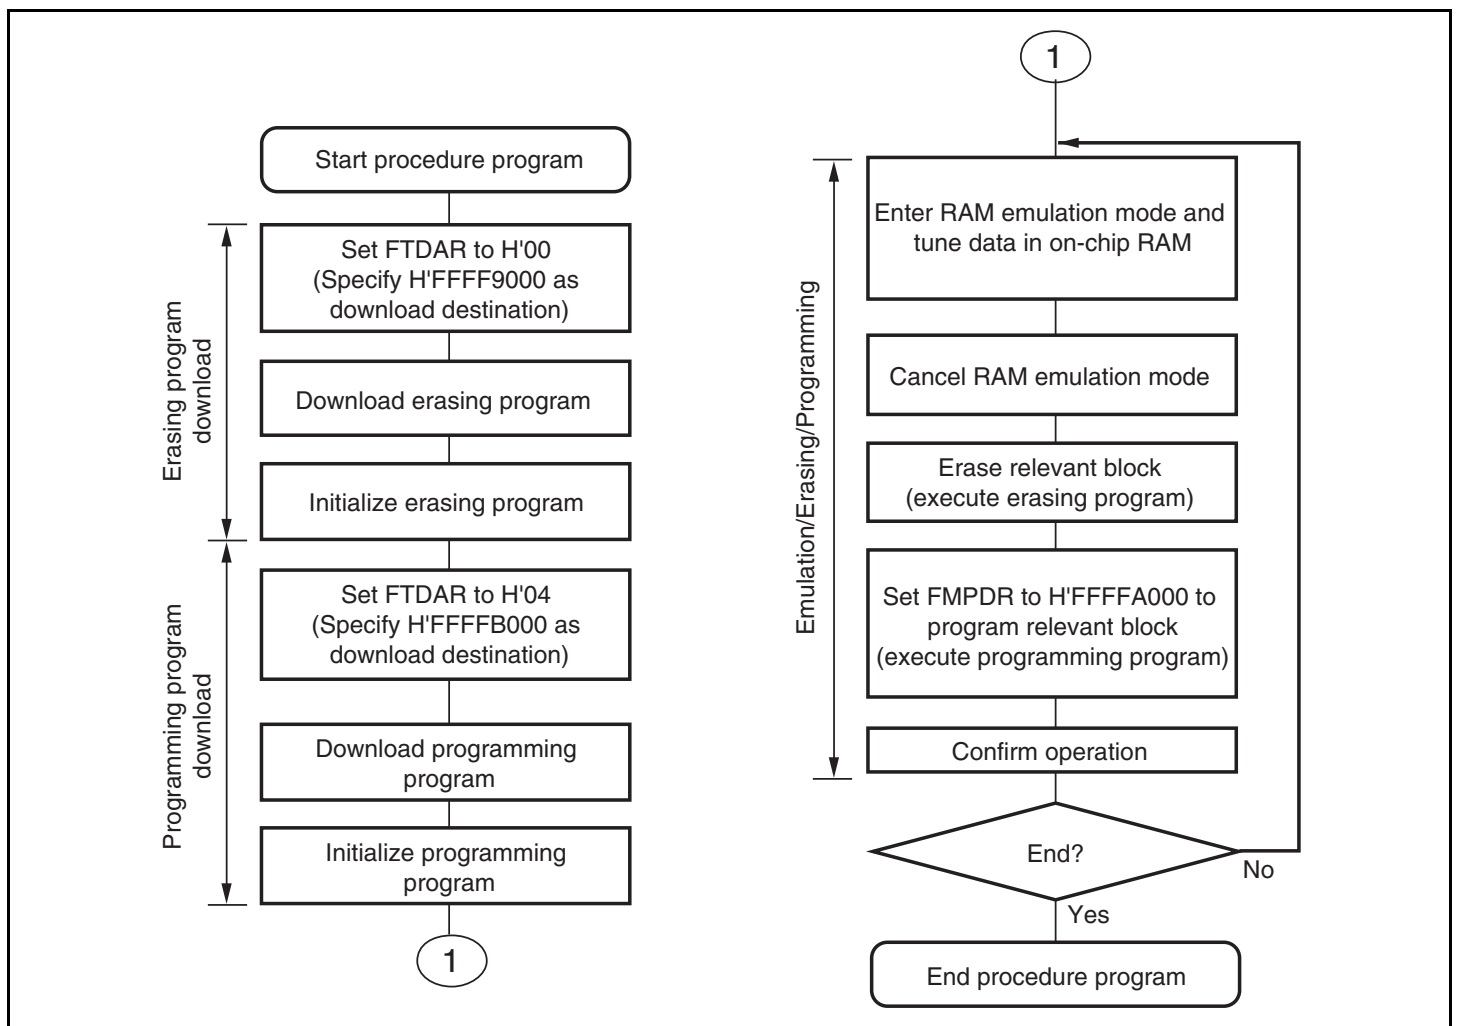 Start procedure program
Erasing program
download
Set FTDAR to H'00
(Specify H'FFFF9000 as
download destination)
Download erasing program
Initialize erasing program
Programming program
download
Set FTDAR to H'04
(Specify H'FFFFB000 as
download destination)
Download programming
program
Initialize programming
program
1
1
Emulation/Erasing/Programming
Enter RAM emulation mode and
tune data in on-chip RAM
Cancel RAM emulation mode
Erase relevant block
(execute erasing program)
Set FMPDR to H'FFFFA000 to
program relevant block
(execute programming program)
Confirm operation
End?
No
Yes
End procedure program